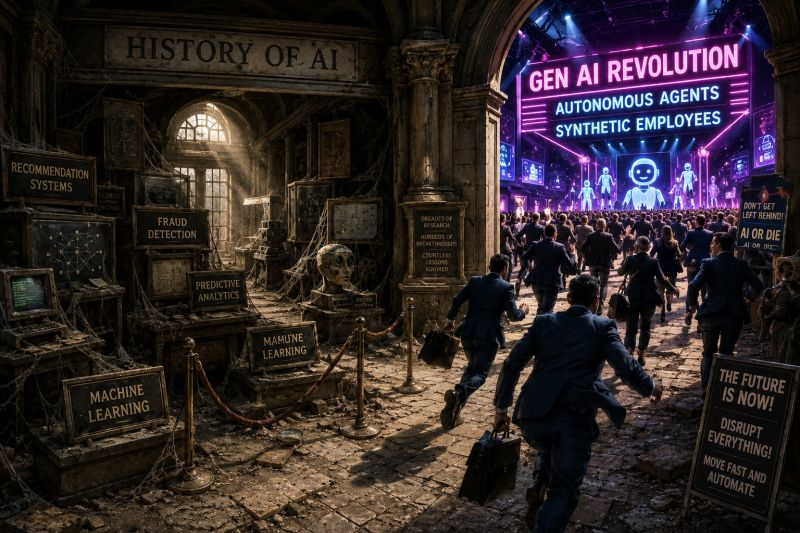 HISTORY OF AI
RECOMMENDATION
SYSTEMS
FRAUD
DETECTION
PREDICTIVE
ANALYTICS
MAMUNE
LEARNING
MACHINE
LEARNING
DECADES OF
RESEARCH
HUNDREDS OF
BREAKTHROUGHS
COUNTLESS
LESSONS
IGNORED
GEN AI REVOLUTION
AUTONOMOUS AGENTS
SYNTHETIC EMPLOYEES
DON'T GET
LEFT BEHIND!
AI OR DIE
THE FUTURE
IS NOW!
DISRUPT
EVERYTHING!
MOVE FAST AND
AUTOMATE